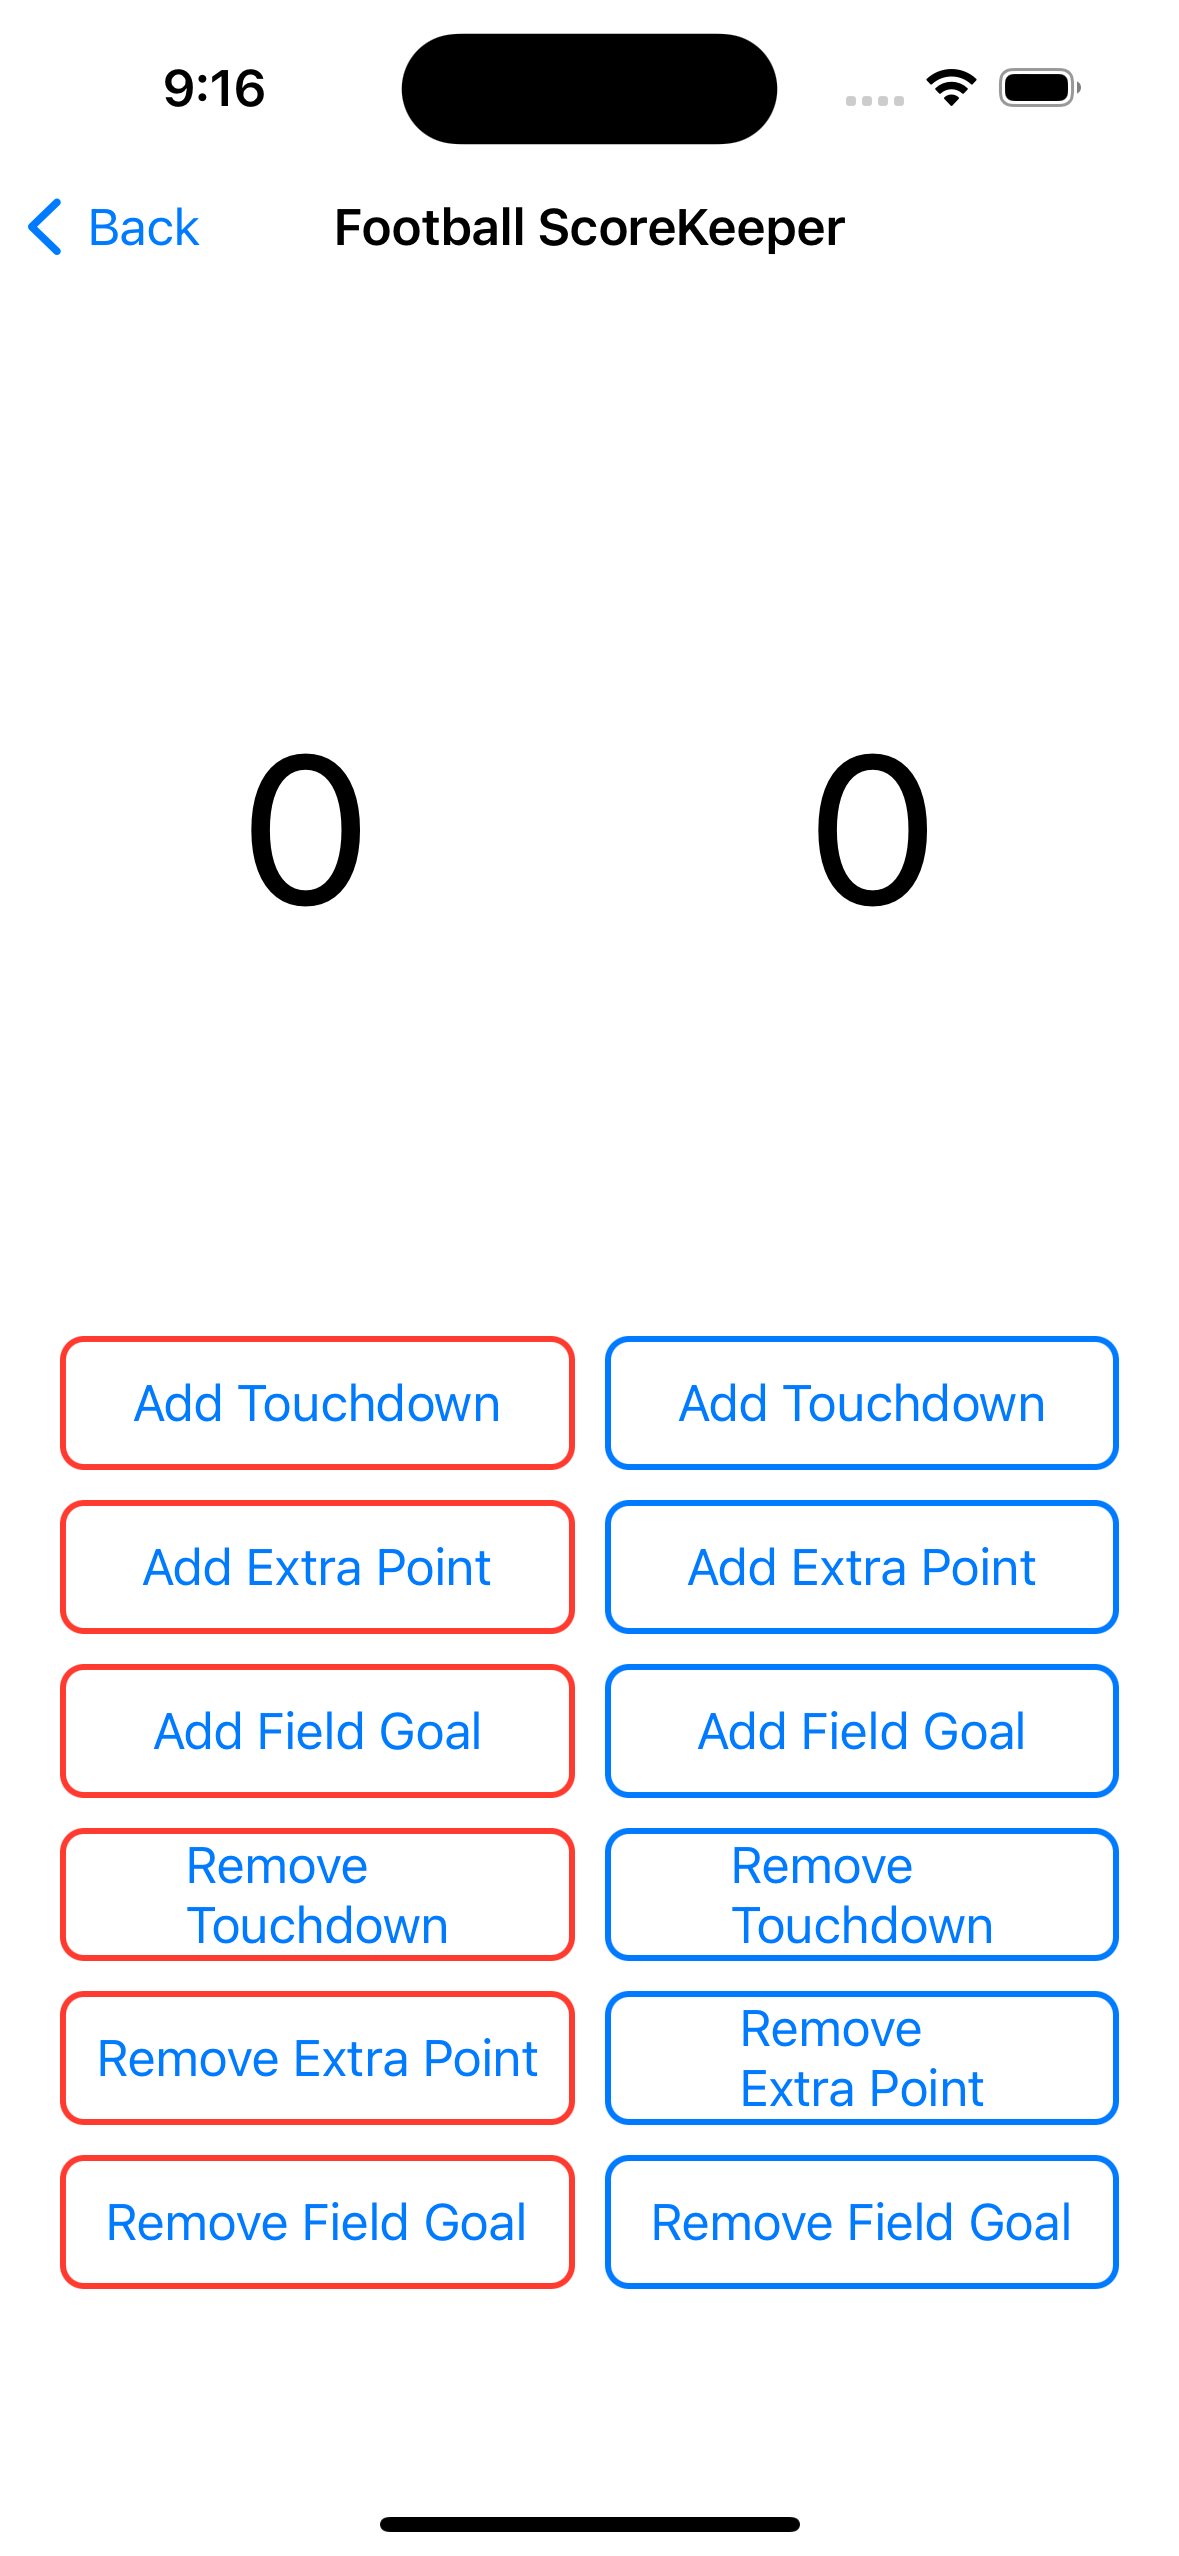 9:16
Back
Football ScoreKeeper
0
0
Add Touchdown
Add Touchdown
Add Extra Point
Add Extra Point
Add Field Goal
Add Field Goal
Remove
Touchdown
Remove
Touchdown
Remove Extra Point
Remove
Extra Point
Remove Field Goal
Remove Field Goal